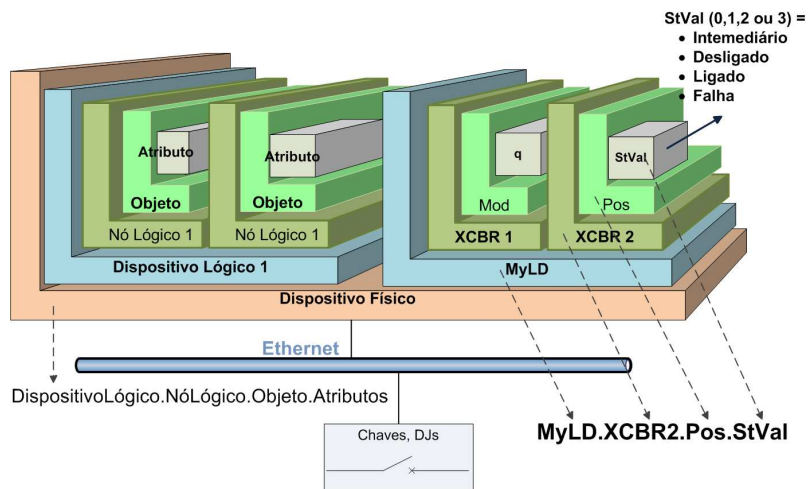 StVal (0,1,2 ou 3) =
• Intemediário
• Desligado
• Ligado
• Falha
Atributo
Atributo
q
StVal
Objeto
Objeto
Mod
Pos
Nó Lógico 1
Nó Lógico 1
XCBR 1
XCBR 2
Dispositivo Lógico 1
MyLD
Dispositivo Físico
Ethernet
DispositivoLógico.NóLógico.Objeto.Atributos
MyLD.XCBR2.Pos.StVal
Chaves, DJs